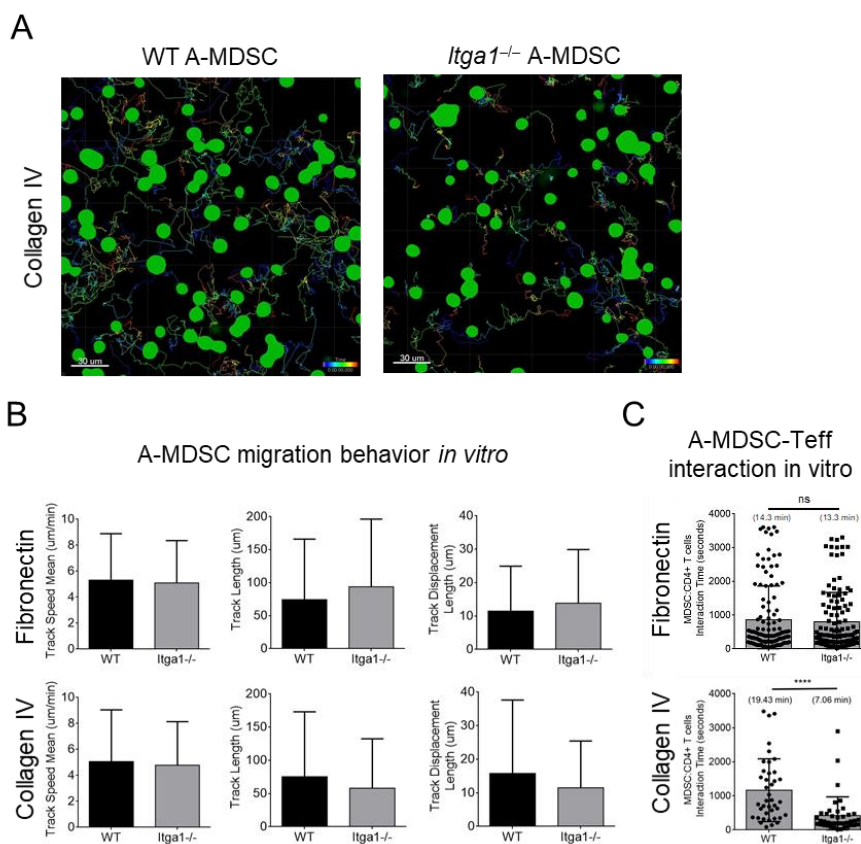 A
WT A-MDSC
Itga1–/– A-MDSC
Collagen IV
30 um
Time
30 um
Time
B
A-MDSC migration behavior in vitro
Fibronectin
Track Speed Mean (um/min)
10
8
6
4
2
0
WT
Itga1-/-
Track Length (um)
200
150
100
50
0
WT
Itga1-/-
Track Displacement
Length (um)
40
30
20
10
0
WT
Itga1-/-
Collagen IV
Track Speed Mean (um/min)
10
8
6
4
2
0
WT
Itga1-/-
Track Length (um)
200
150
100
50
0
WT
Itga1-/-
Track Displacement
Length (um)
40
30
20
10
0
WT
Itga1-/-
C
A-MDSC-Teff
interaction in vitro
Fibronectin
MDSC:CD4+ T cells
Interaction Time (seconds)
ns
(14.3 min)
(13.3 min)
4000
3000
2000
1000
0
WT
Itga1-/-
Collagen IV
MDSC:CD4+ T cells
Interaction Time (seconds)
****
(19.43 min)
(7.06 min)
4000
3000
2000
1000
0
WT
Itga1-/-